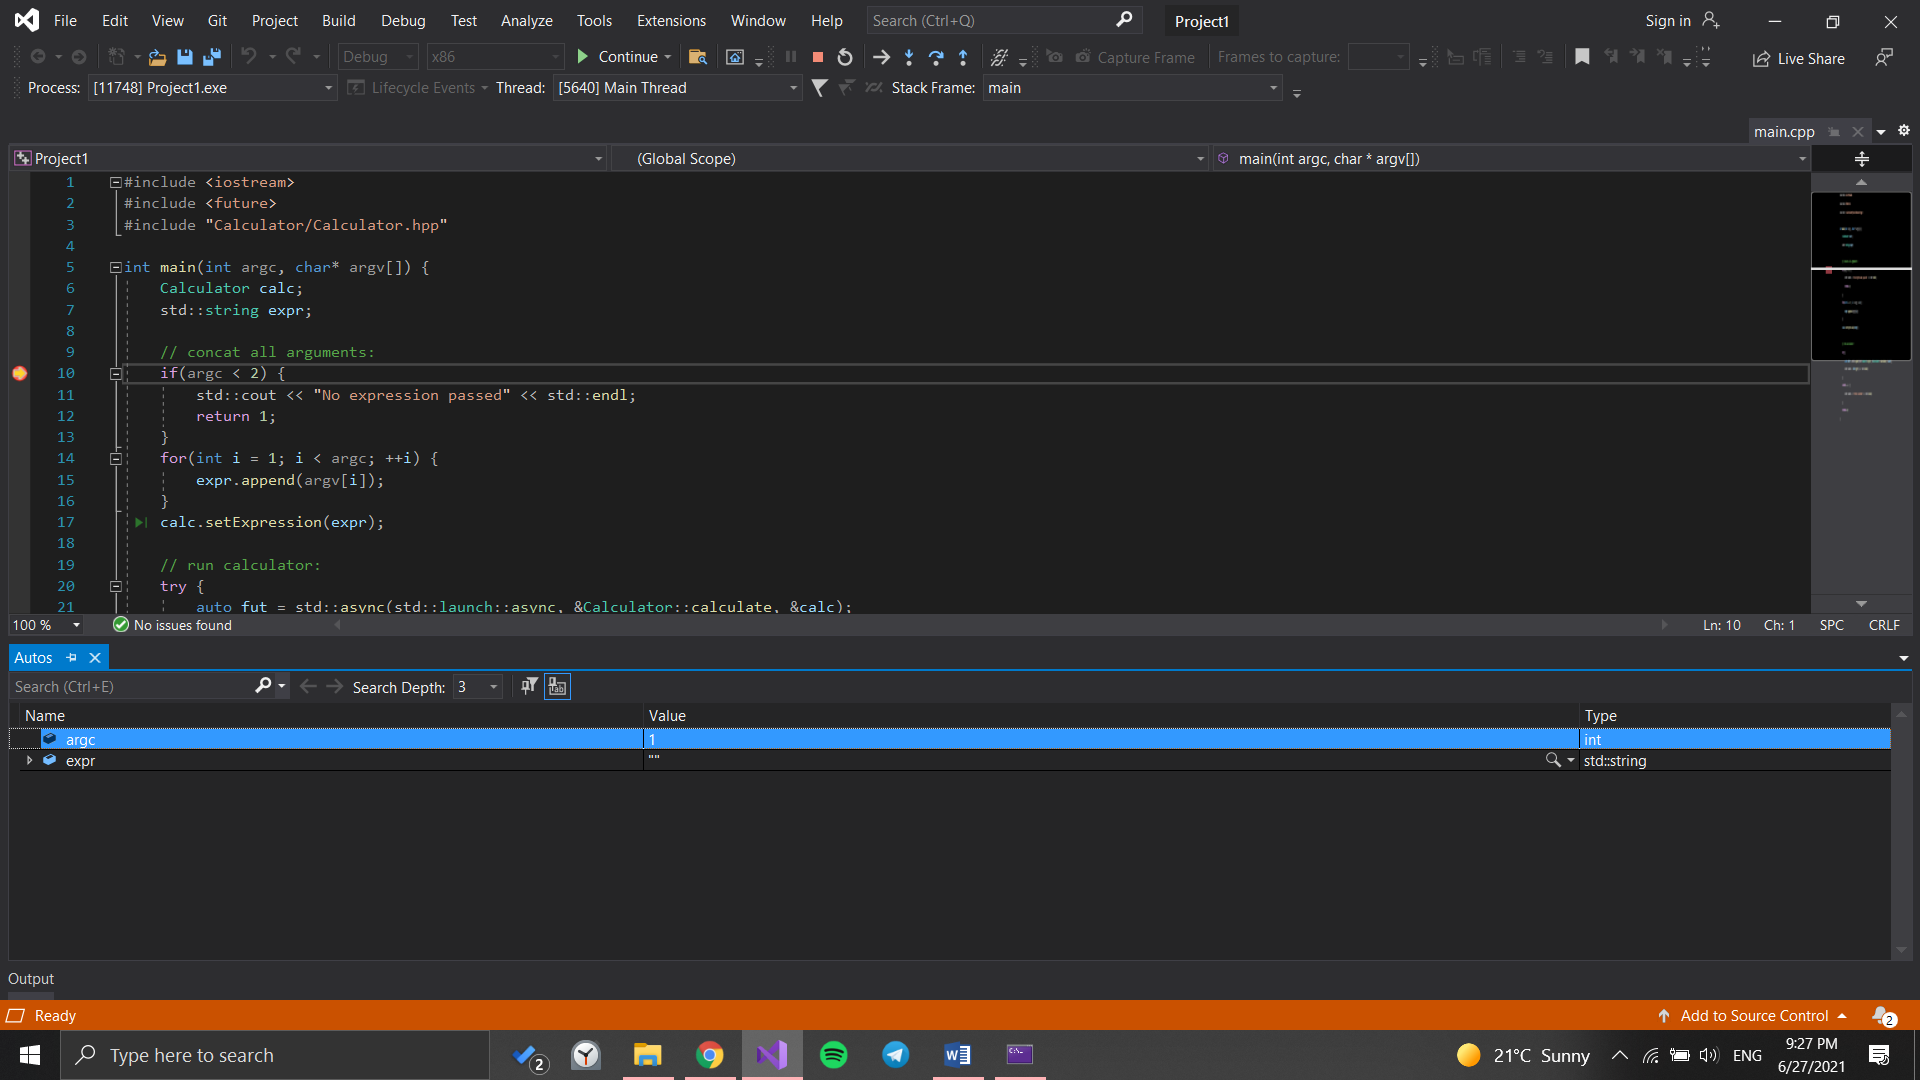 File Edit View Git Project Build Debug Test Analyze Tools Extensions Window Help Search (Ctrl+Q) Project1 Sign in
Debug x86 Continue Capture Frame Frames to capture: Live Share
Process: [11748] Project1.exe Lifecycle Events Thread: [5640] Main Thread Stack Frame: main
main.cpp
Project1 (Global Scope) main(int argc, char * argv[])
1 #include <iostream>
2 #include <future>
3 #include "Calculator/Calculator.hpp"
4
5 int main(int argc, char* argv[]) {
6 Calculator calc;
7 std::string expr;
8
9 // concat all arguments:
10 if(argc < 2) {
11 std::cout << "No expression passed" << std::endl;
12 return 1;
13 }
14 for(int i = 1; i < argc; ++i) {
15 expr.append(argv[i]);
16 }
17 calc.setExpression(expr);
18
19 // run calculator:
20 try {
21 auto fut = std::async(std::launch::async, &Calculator::calculate, &calc);
100 % No issues found Ln: 10 Ch: 1 SPC CRLF
Autos
Search (Ctrl+E) Search Depth: 3
Name Value Type
argc 1 int
expr "" std::string
Output
Ready Add to Source Control 2
Type here to search 2 21°C Sunny ENG 9:27 PM
6/27/2021